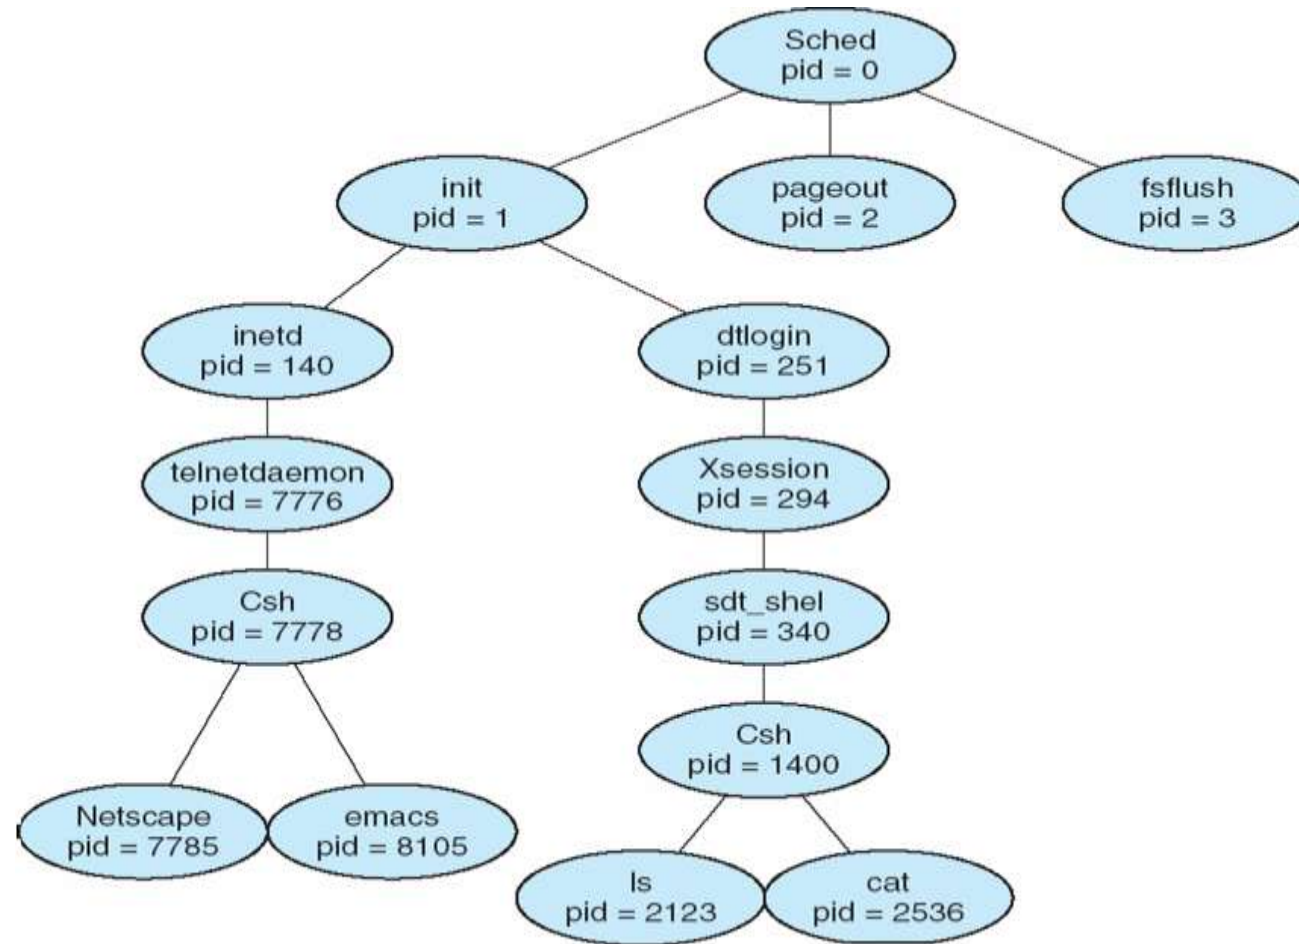 Sched
pid = 0
init
pid = 1
pageout
pid = 2
fsflush
pid = 3
inetd
pid = 140
dtlogin
pid = 251
telnetdaemon
pid = 7776
Xsession
pid = 294
Csh
pid = 7778
sdt_shel
pid = 340
Csh
pid = 1400
Netscape
pid = 7785
emacs
pid = 8105
ls
pid = 2123
cat
pid = 2536